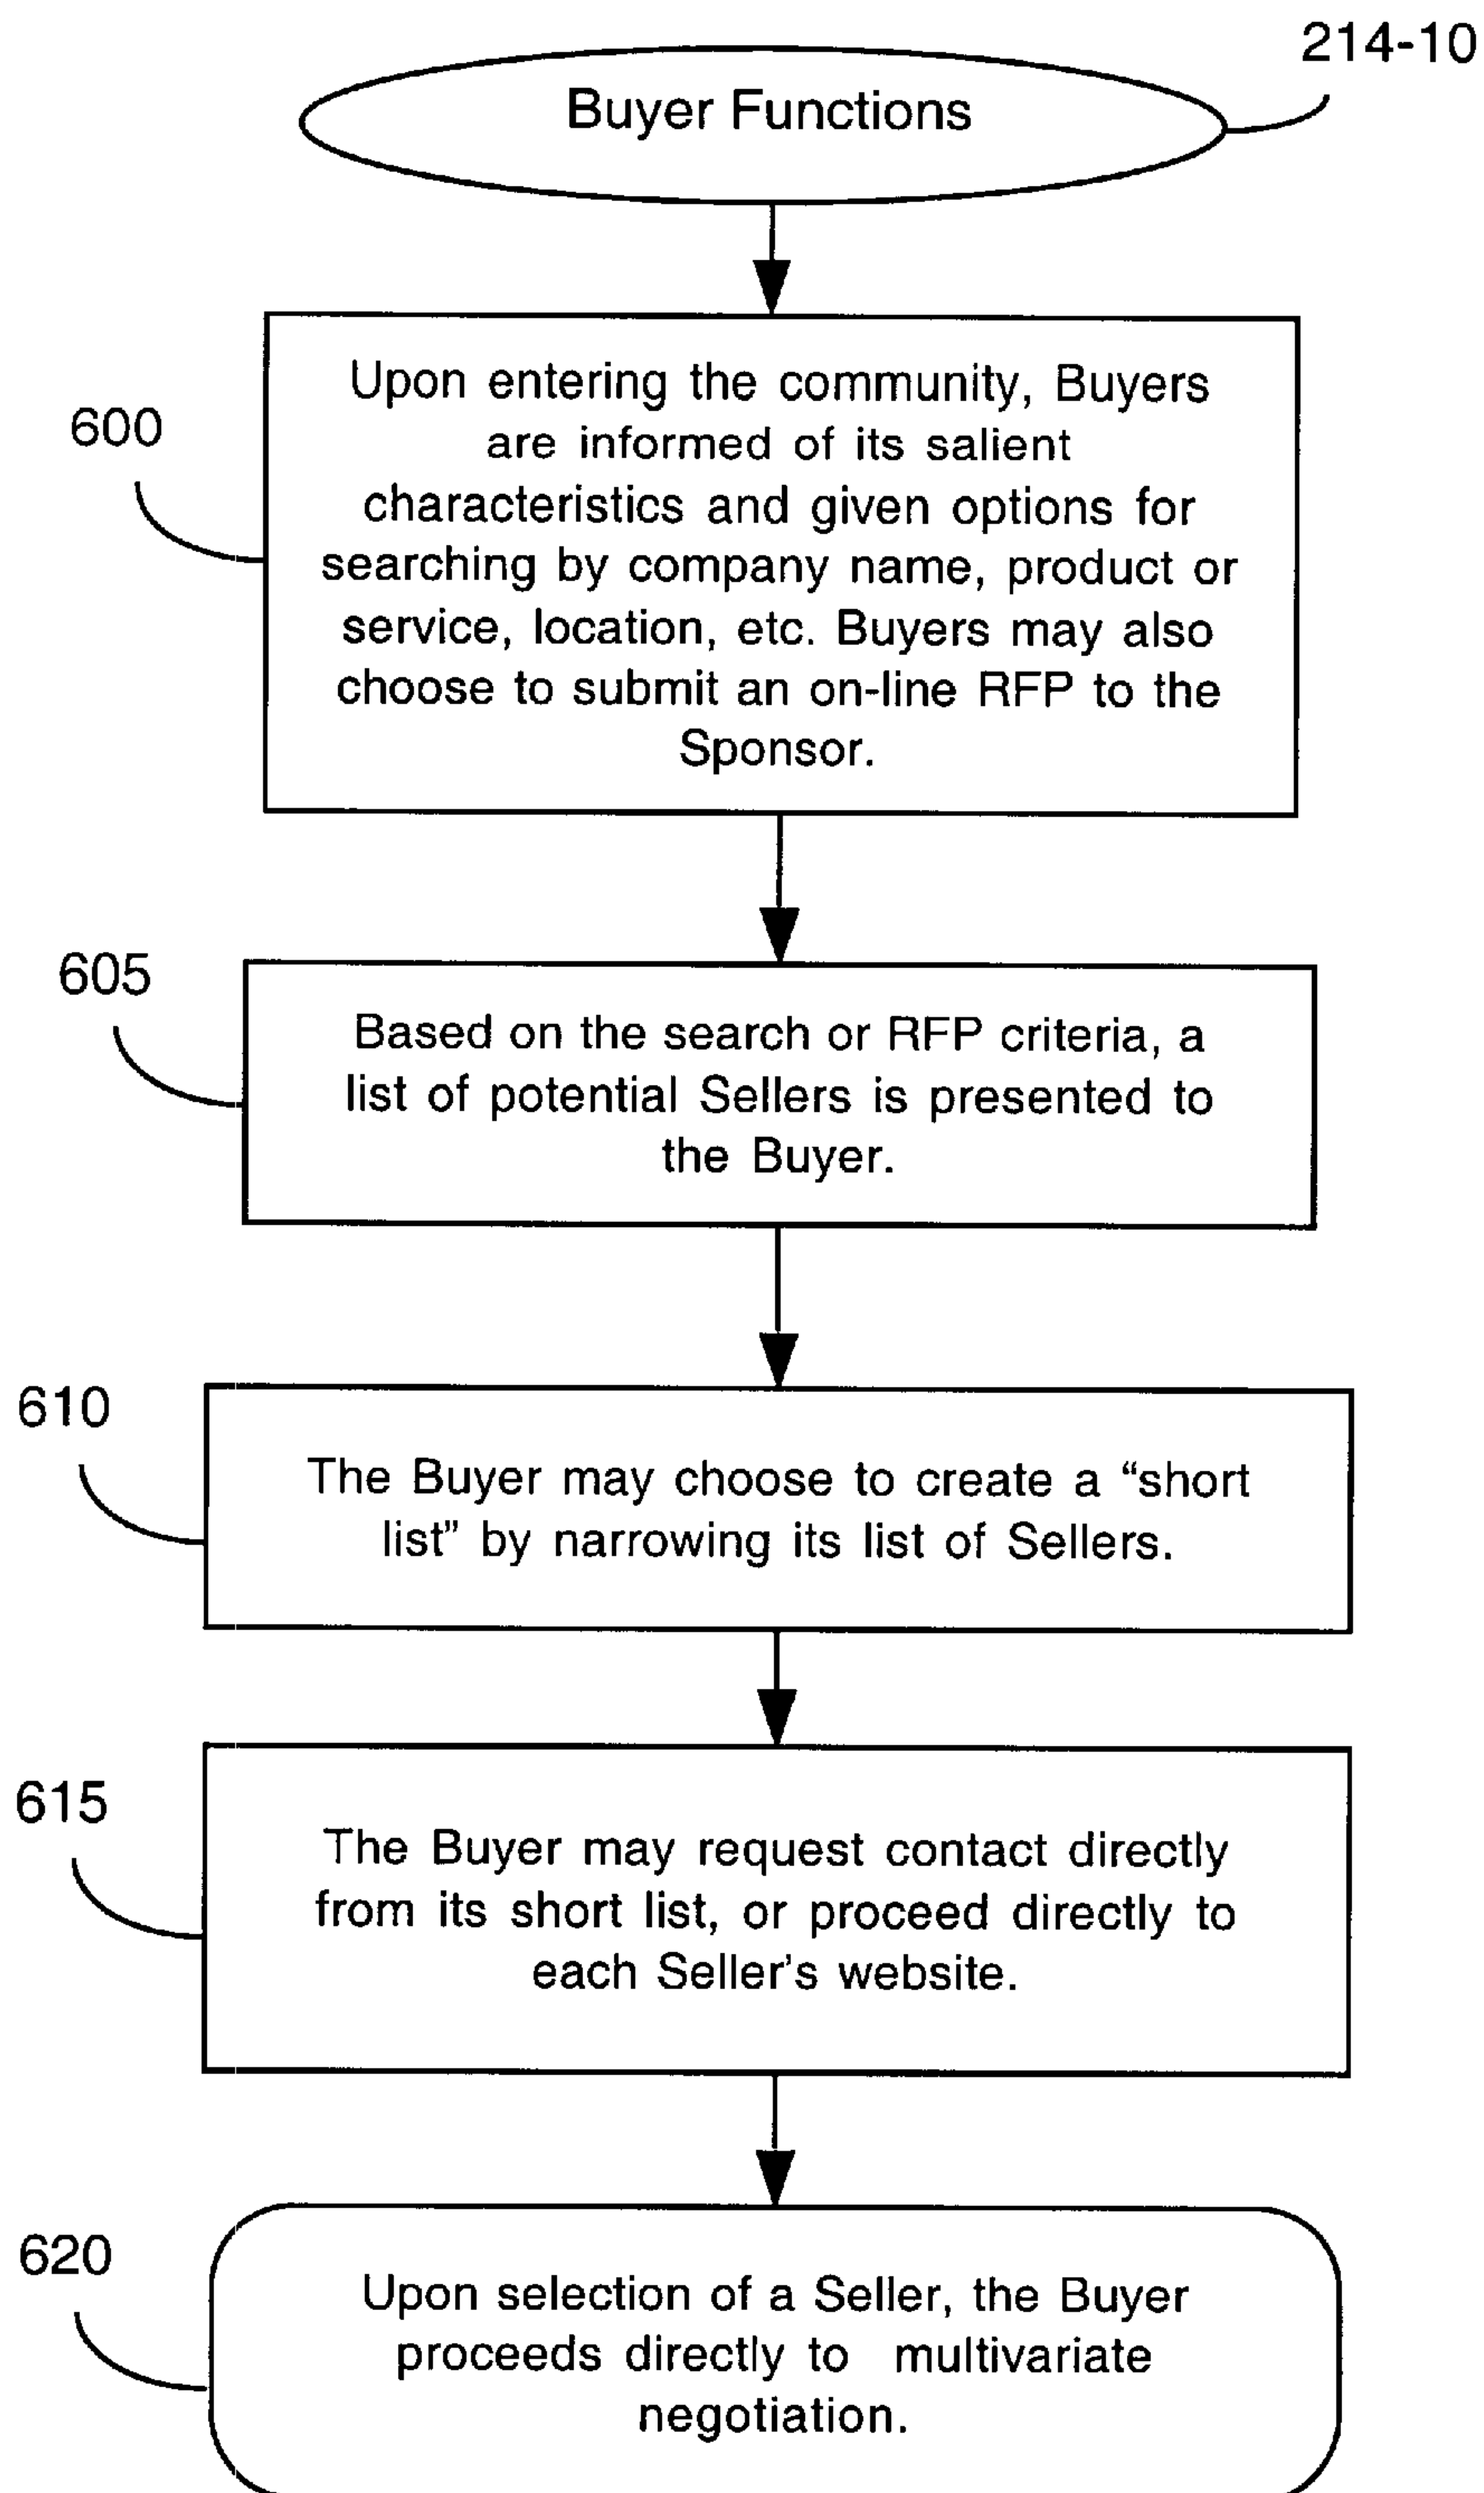 214-10
Buyer Functions
600
Upon entering the community, Buyers
are informed of its salient
characteristics and given options for
searching by company name, product or
service, location, etc. Buyers may also
choose to submit an on-line RFP to the
Sponsor.
605
Based on the search or RFP criteria, a
list of potential Sellers is presented to
the Buyer.
610
The Buyer may choose to create a “short
list” by narrowing its list of Sellers.
615
The Buyer may request contact directly
from its short list, or proceed directly to
each Seller's website.
620
Upon selection of a Seller, the Buyer
proceeds directly to multivariate
negotiation.